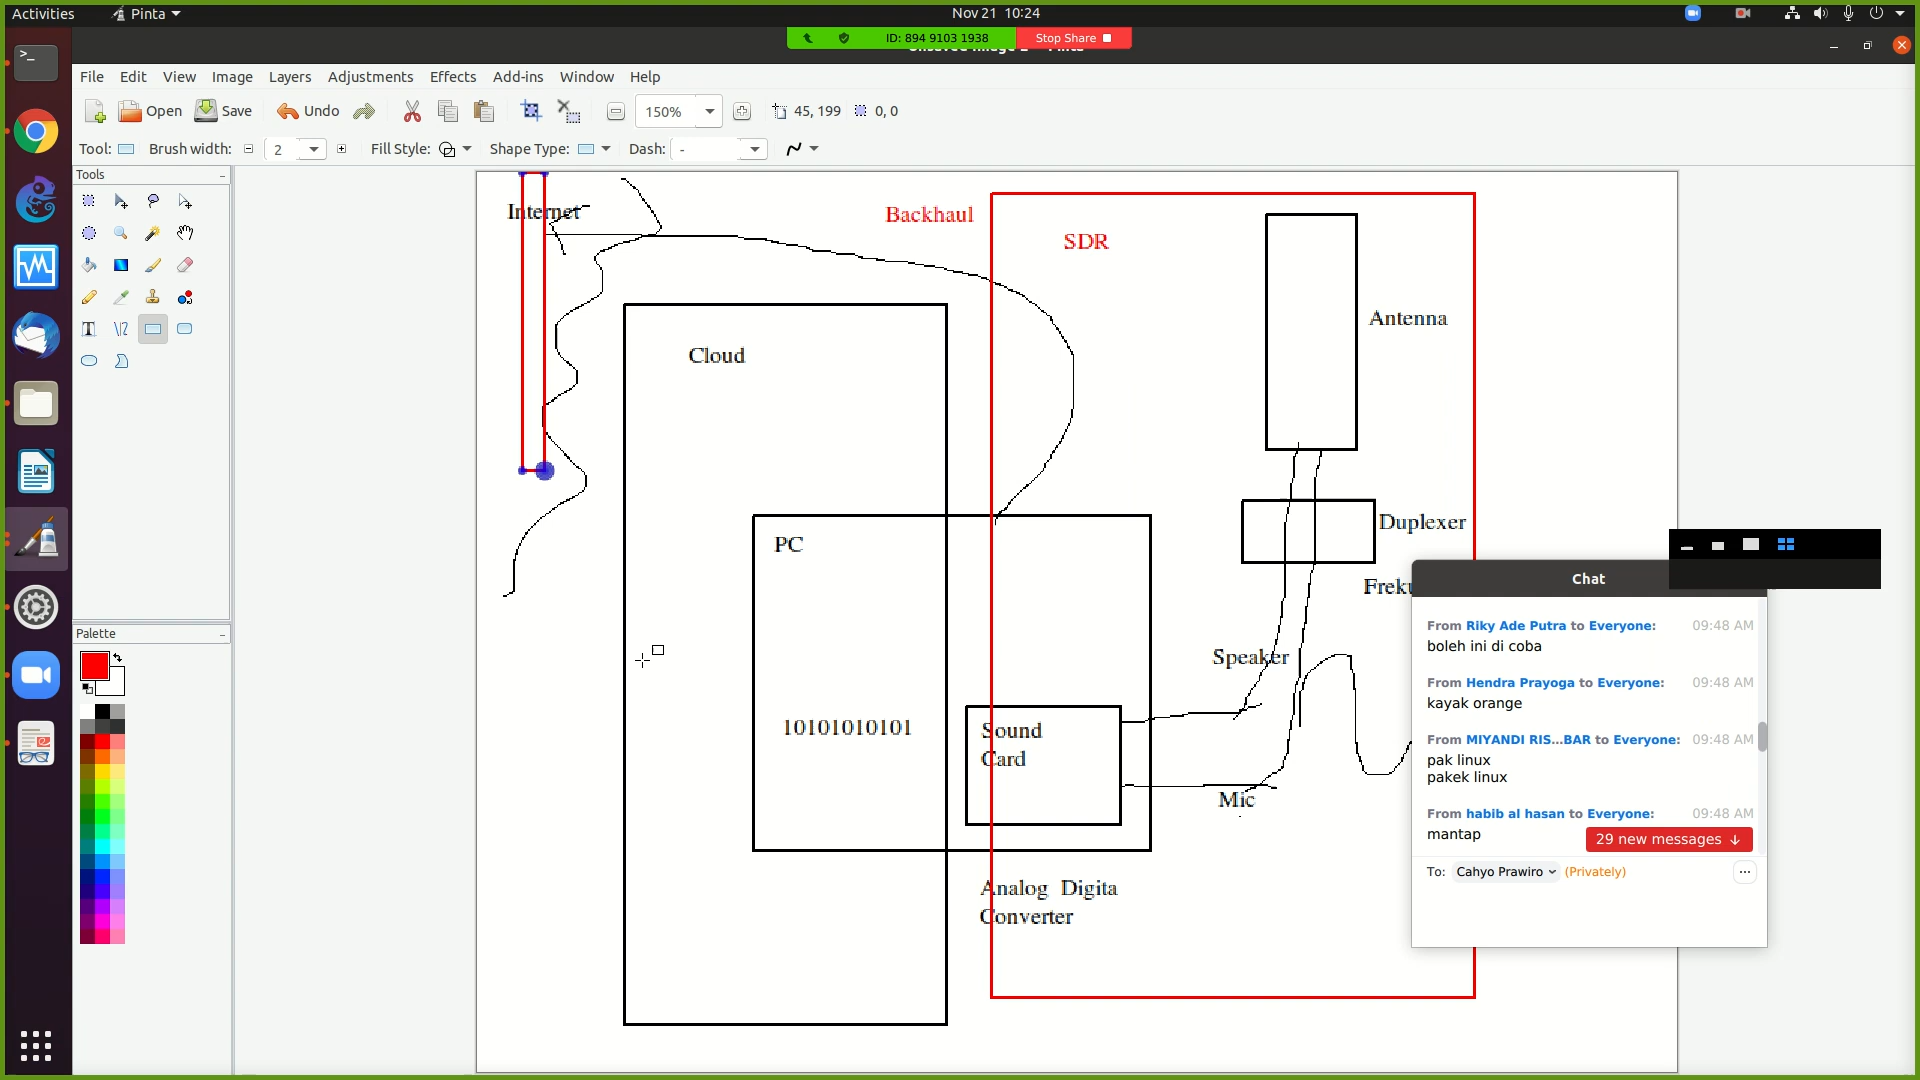 Activities
Pinta
Nov 21 10:24
ID: 894 9103 1938
Stop Share
File Edit View Image Layers Adjustments Effects Add-ins Window Help
Open
Save
Undo
150%
45, 199
0, 0
Tool:
Brush width:
2
Fill Style:
Shape Type:
Dash:
-
Tools
Palette
Internet
Backhaul
SDR
Antenna
Cloud
Duplexer
PC
Freku
Speaker
10101010101
Sound
Card
Mic
Analog Digita
Converter
Chat
From Riky Ade Putra to Everyone: 09:48 AM
boleh ini di coba
From Hendra Prayoga to Everyone: 09:48 AM
kayak orange
From MIYANDI RIS...BAR to Everyone: 09:48 AM
pak linux
pakek linux
From habib al hasan to Everyone: 09:48 AM
mantap
29 new messages
To: Cahyo Prawiro (Privately)